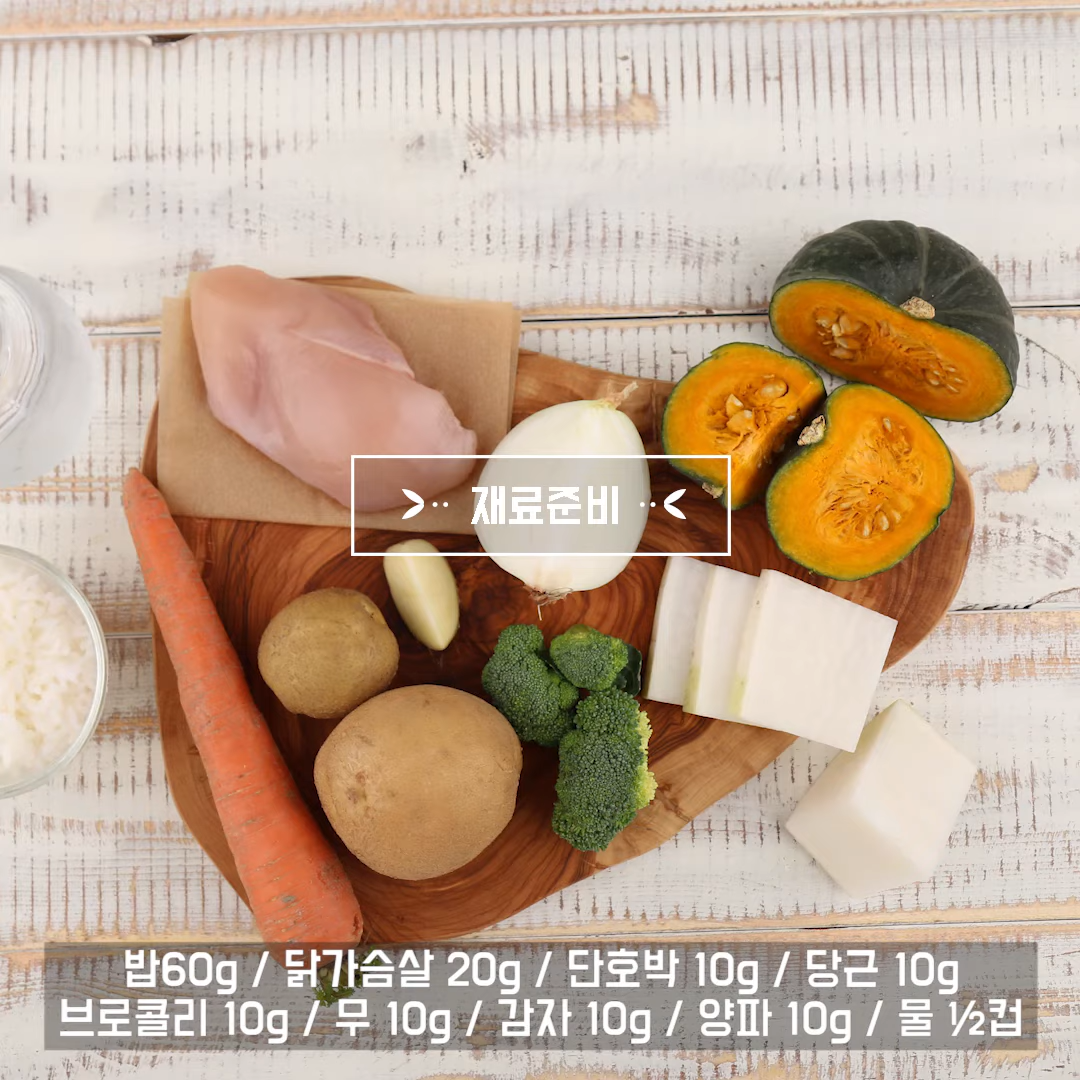 재료준비
밥60g / 닭가슴살 20g / 단호박 10g / 당근 10g
브로콜리 10g / 무 10g / 감자 10g / 양파 10g / 물 ½컵